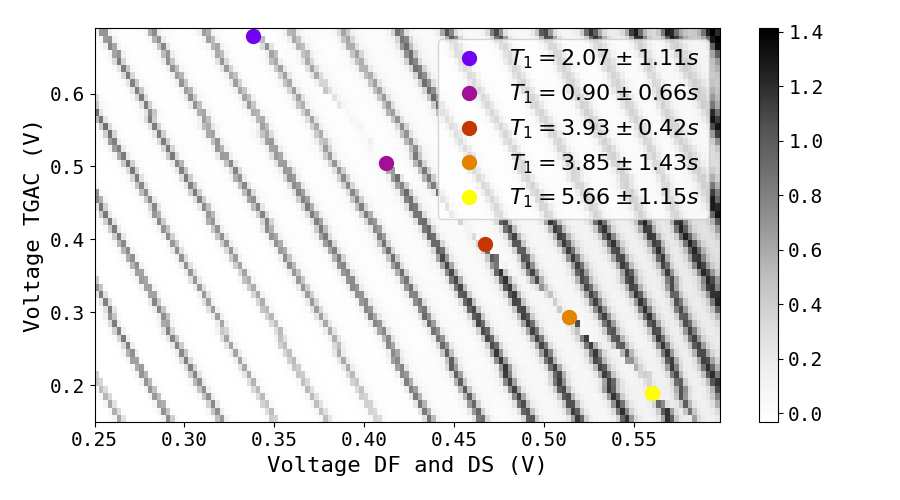 T₁ = 2.07 ± 1.11s
T₁ = 0.90 ± 0.66s
T₁ = 3.93 ± 0.42s
T₁ = 3.85 ± 1.43s
T₁ = 5.66 ± 1.15s
Voltage TGAC (V)
0.6
0.5
0.4
0.3
0.2
0.25 0.30 0.35 0.40 0.45 0.50 0.55
Voltage DF and DS (V)
1.4
1.2
1.0
0.8
0.6
0.4
0.2
0.0